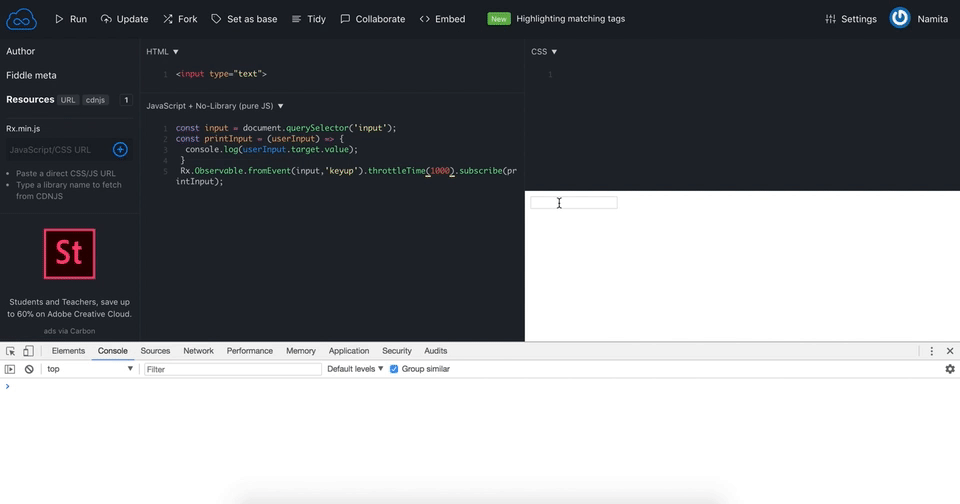 Run Update Fork Set as base Tidy Collaborate Embed New Highlighting matching tags Settings Namita
Author
Fiddle meta
Resources URL cdnjs 1
Rx.min.js
JavaScript/CSS URL
• Paste a direct CSS/JS URL
• Type a library name to fetch
from CDNJS
St
Students and Teachers, save up
to 60% on Adobe Creative Cloud.
ads via Carbon
HTML ▼
1 <input type="text">
JavaScript + No-Library (pure JS) ▼
1 const input = document.querySelector('input');
2 const printInput = (userInput) => {
3 console.log(userInput.target.value);
4 }
5 Rx.Observable.fromEvent(input,'keyup').throttleTime(1000).subscribe(pr
intInput);
CSS ▼
1
Elements Console Sources Network Performance Memory Application Security Audits
top ▼ Filter Default levels ▼ Group similar